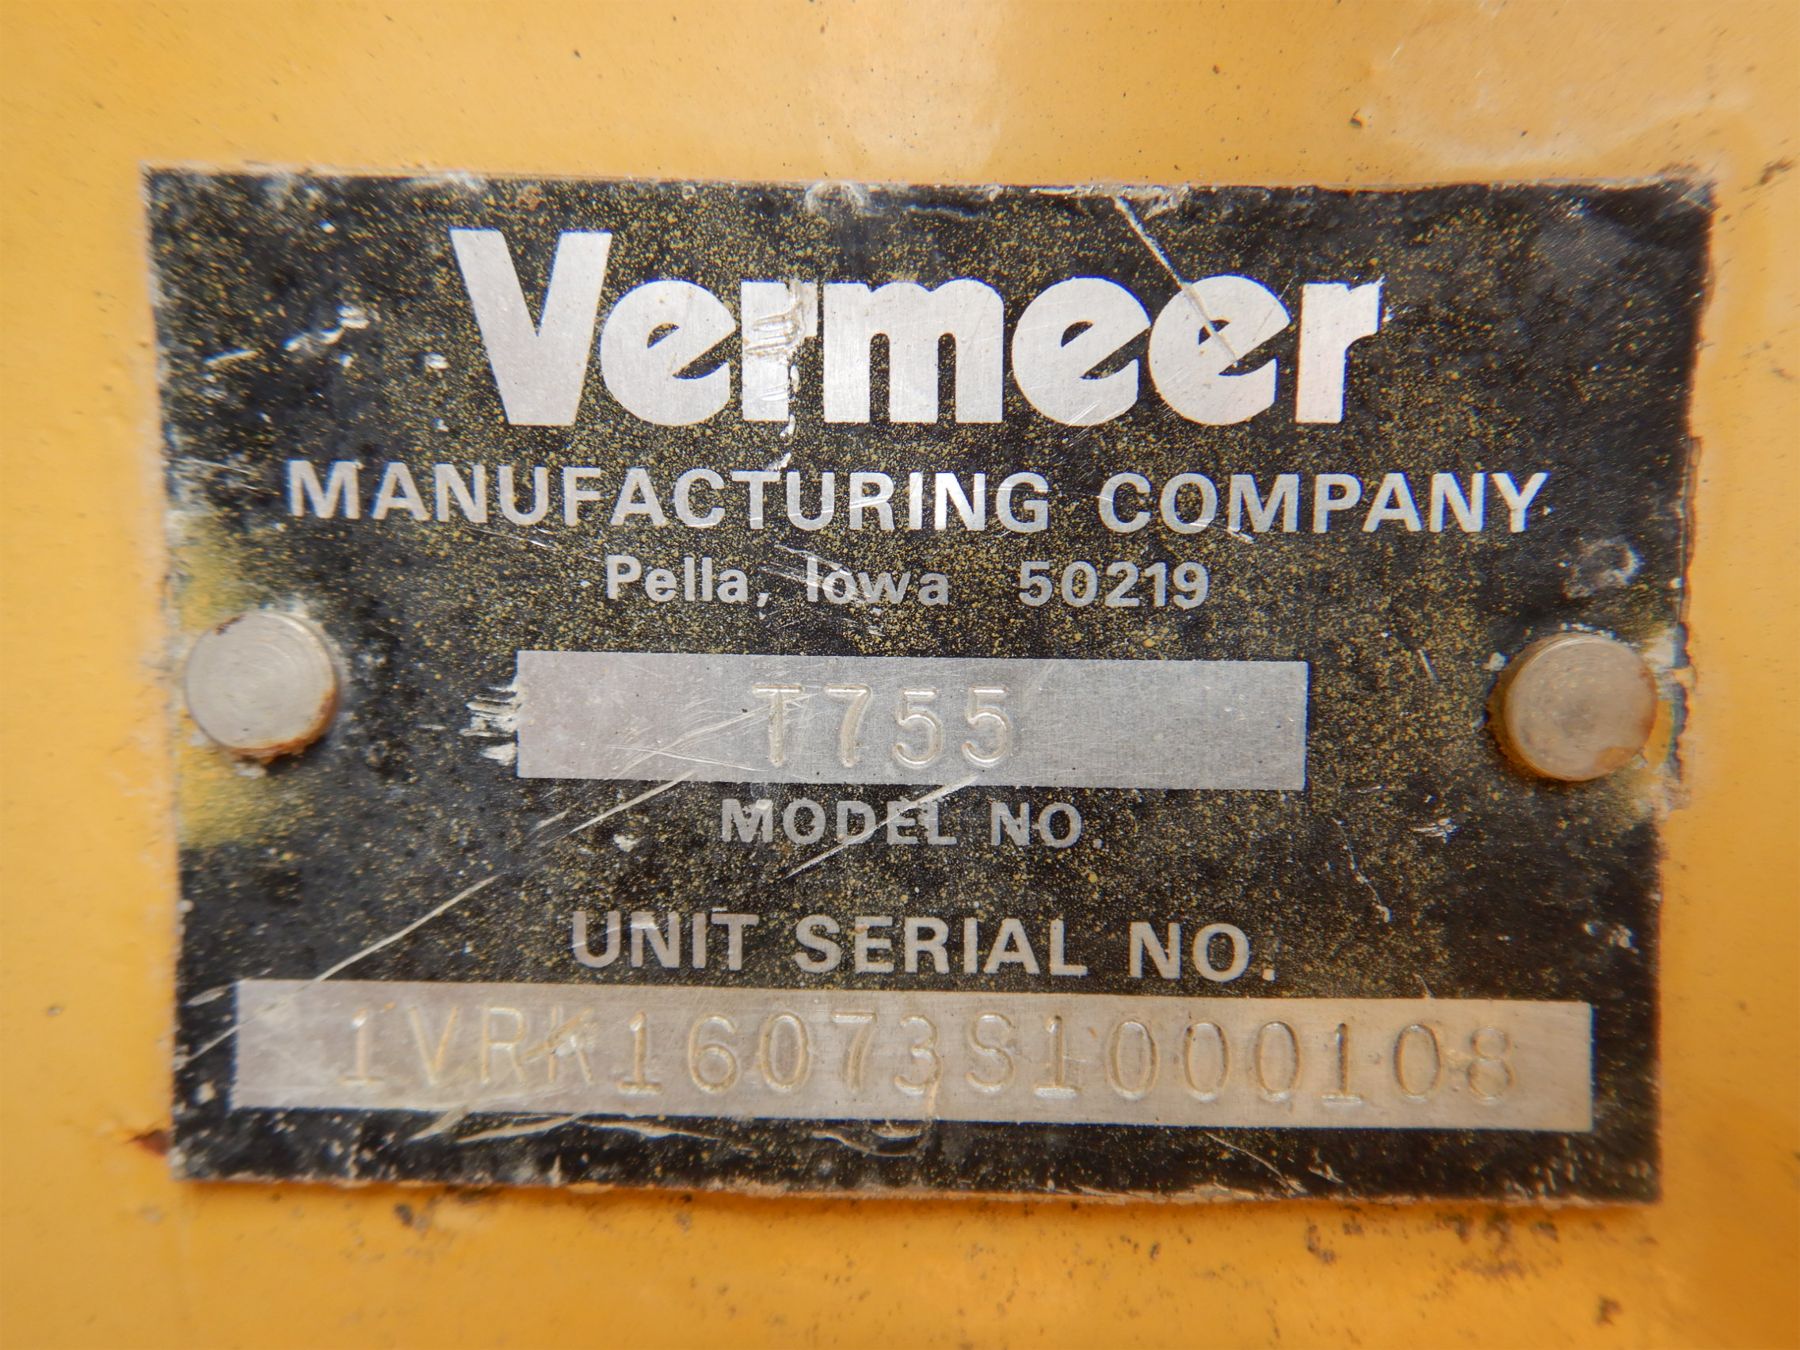 Vermeer
MANUFACTURING COMPANY
Pella, Iowa 50219
T755
MODEL NO.
UNIT SERIAL NO.
1VRK16073S1000108